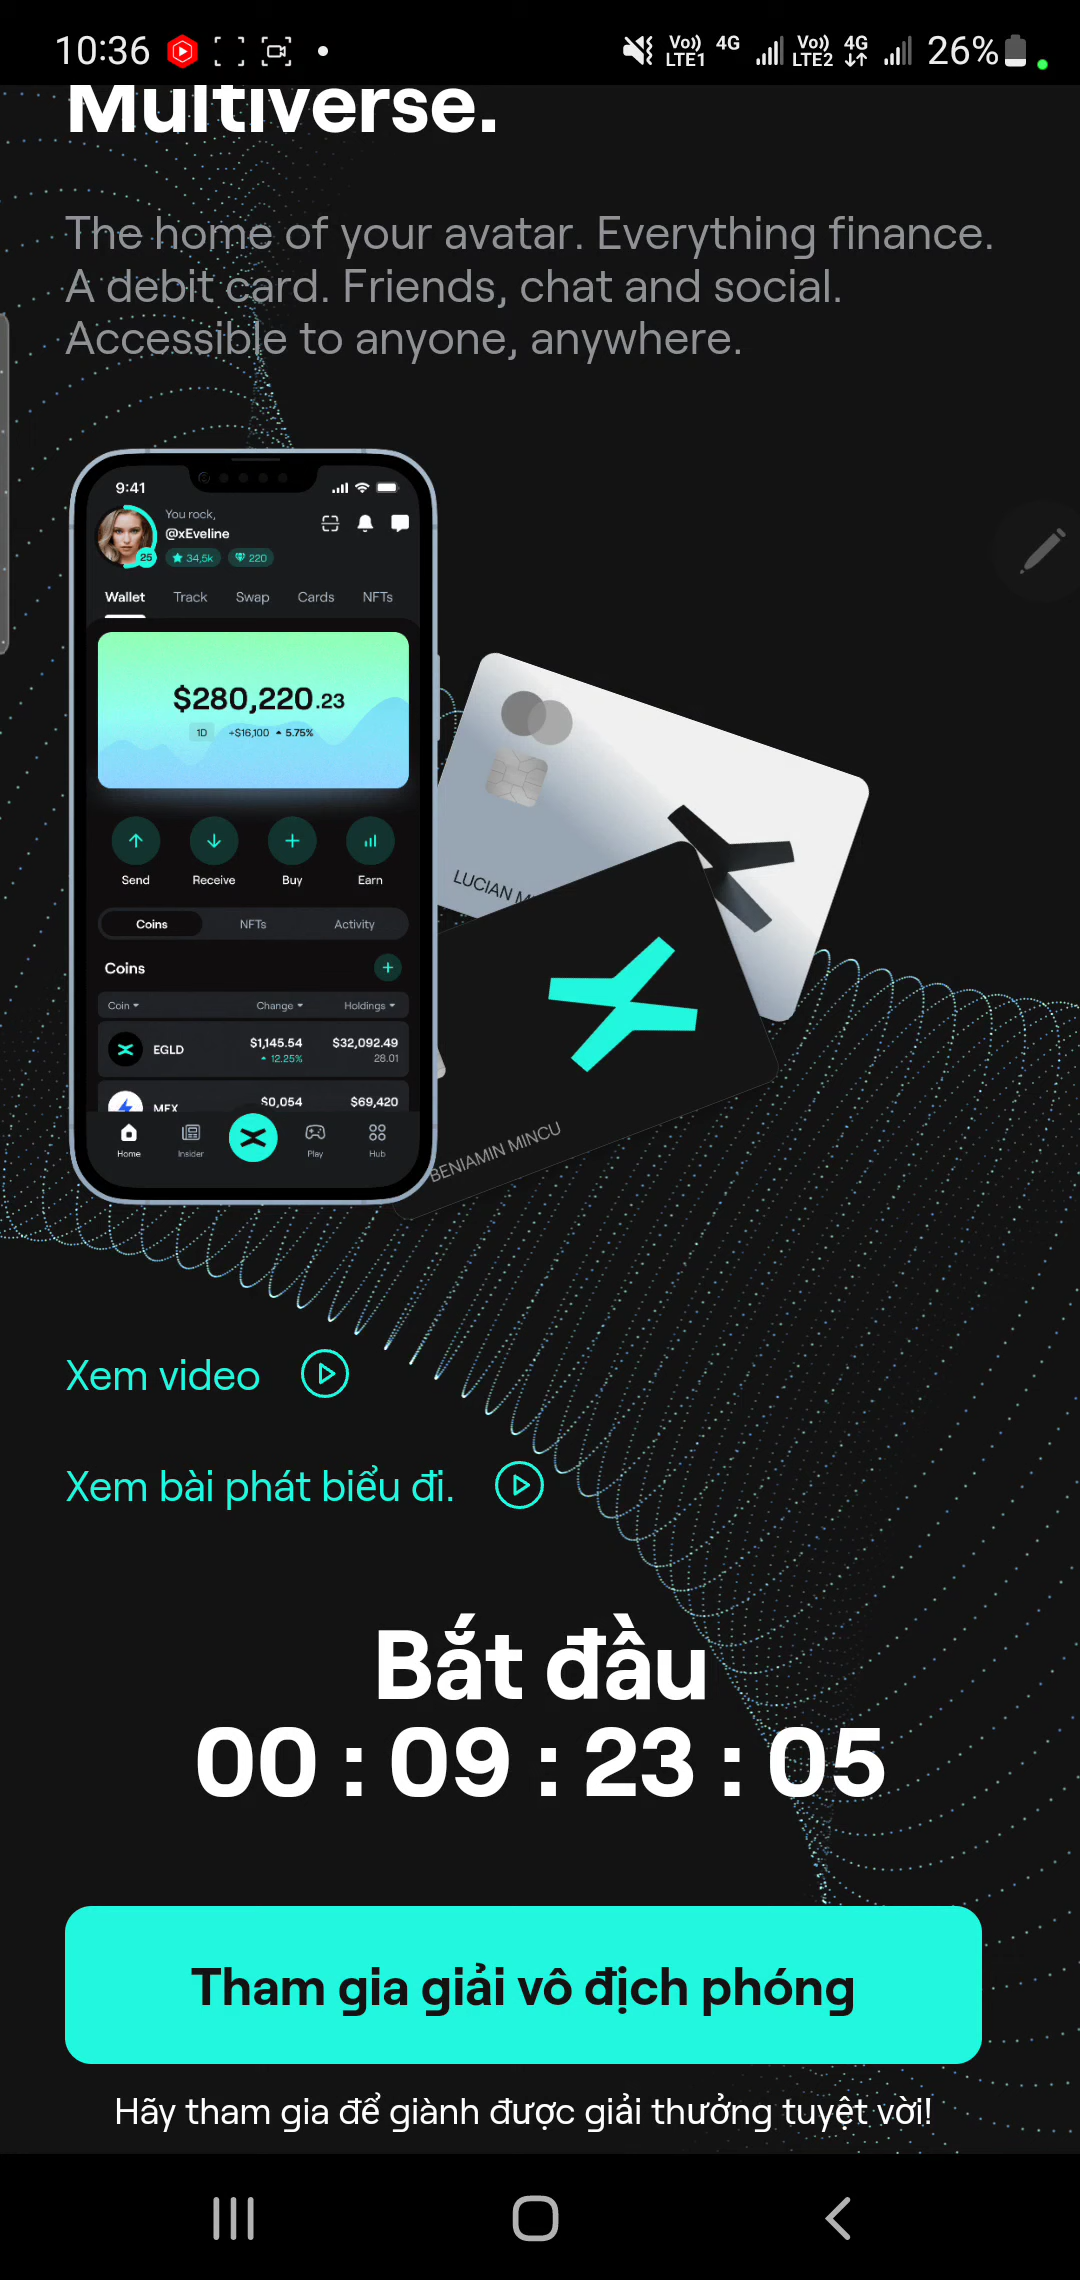 10:36
Vo)) LTE1 4G Vo)) LTE2 4G 26%
Multiverse.
The home of your avatar. Everything finance.
A debit card. Friends, chat and social.
Accessible to anyone, anywhere.
9:41
You rock,
@xEveline
25 34,5k 220
Wallet Track Swap Cards NFTs
$280,220.23
1D +$16,100 5.75%
Send Receive Buy Earn
Coins NFTs Activity
Coins
Coin Change Holdings
EGLD $1,145.54 $32,092.49
12.25% 28.01
MEX $0,054 $69,420
Home Insider Play Hub
LUCIAN
BENIAMIN MINCU
Xem video
Xem bài phát biểu đi.
Bắt đầu
00 : 09 : 23 : 05
Tham gia giải vô địch phóng
Hãy tham gia để giành được giải thưởng tuyệt vời!